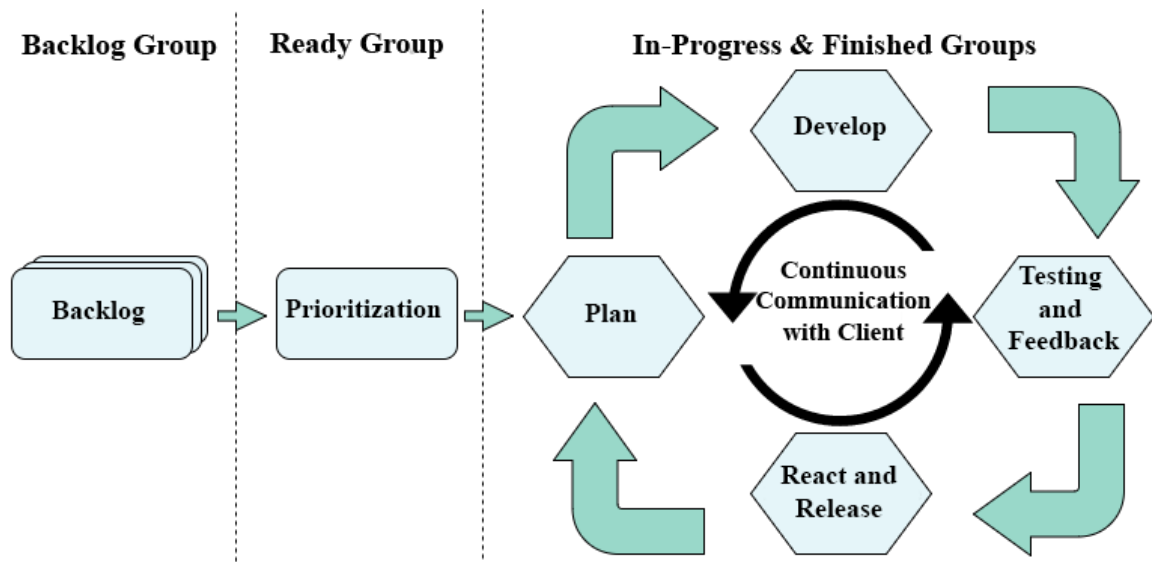 Backlog Group
Ready Group
In-Progress & Finished Groups
Backlog
Prioritization
Plan
Develop
Testing
and
Feedback
React and
Release
Continuous
Communication
with Client